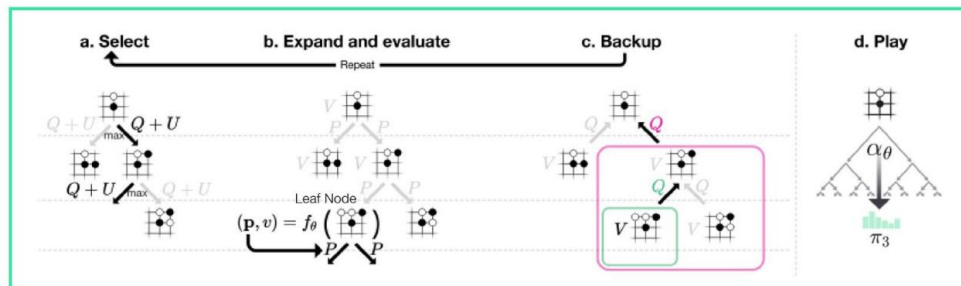 a. Select
b. Expand and evaluate
c. Backup
d. Play
Repeat
Q + U
max
Q + U
Q + U
max
Q + U
V
P
P
V
V
P
P
Leaf Node
(p, v) = fθ ( )
P
P
Q
Q
V
V
Q
Q
V
V
αθ
π3